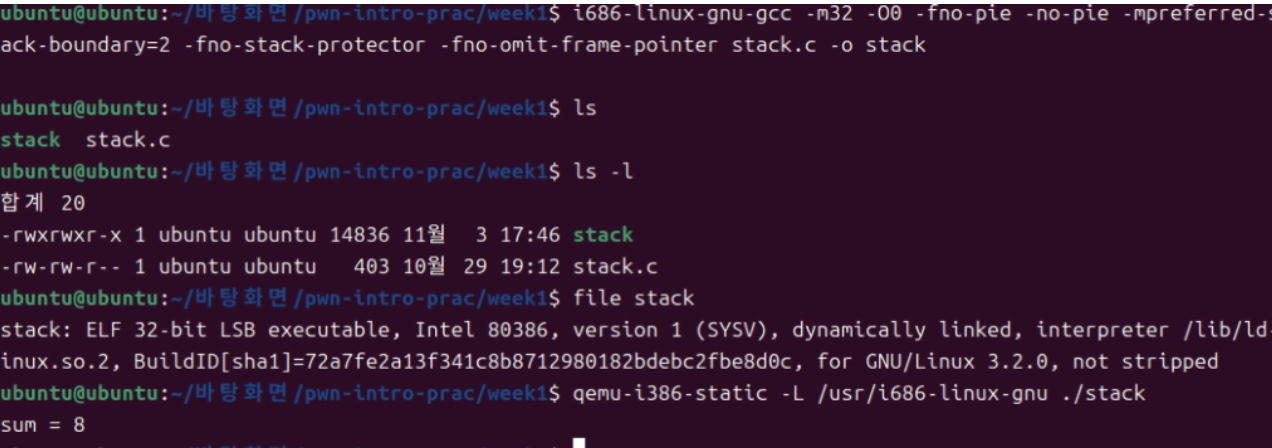 ubuntu@ubuntu:~/바탕화면/pwn-intro-prac/week1$ i686-linux-gnu-gcc -m32 -O0 -fno-pie -no-pie -mpreferred-s
ack-boundary=2 -fno-stack-protector -fno-omit-frame-pointer stack.c -o stack
ubuntu@ubuntu:~/바탕화면/pwn-intro-prac/week1$ ls
stack  stack.c
ubuntu@ubuntu:~/바탕화면/pwn-intro-prac/week1$ ls -l
합계 20
-rwxrwxr-x 1 ubuntu ubuntu 14836 11월  3 17:46 stack
-rw-rw-r-- 1 ubuntu ubuntu   403 10월 29 19:12 stack.c
ubuntu@ubuntu:~/바탕화면/pwn-intro-prac/week1$ file stack
stack: ELF 32-bit LSB executable, Intel 80386, version 1 (SYSV), dynamically linked, interpreter /lib/ld-
inux.so.2, BuildID[sha1]=72a7fe2a13f341c8b8712980182bdebc2fbe8d0c, for GNU/Linux 3.2.0, not stripped
ubuntu@ubuntu:~/바탕화면/pwn-intro-prac/week1$ qemu-i386-static -L /usr/i686-linux-gnu ./stack
sum = 8